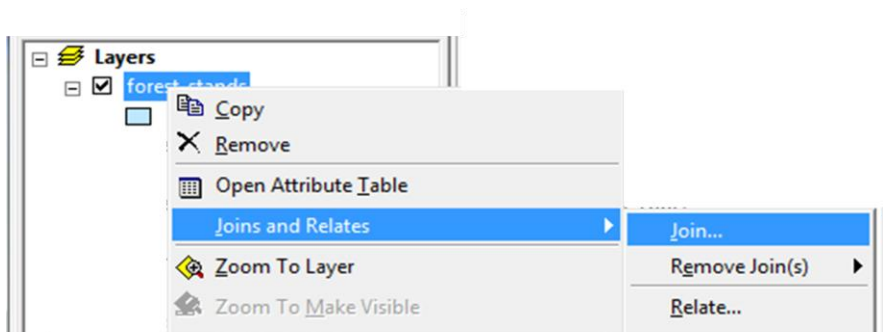 Layers
forest_stands
Copy
Remove
Open Attribute Table
Joins and Relates
Join...
Zoom To Layer
Remove Join(s)
Zoom To Make Visible
Relate...